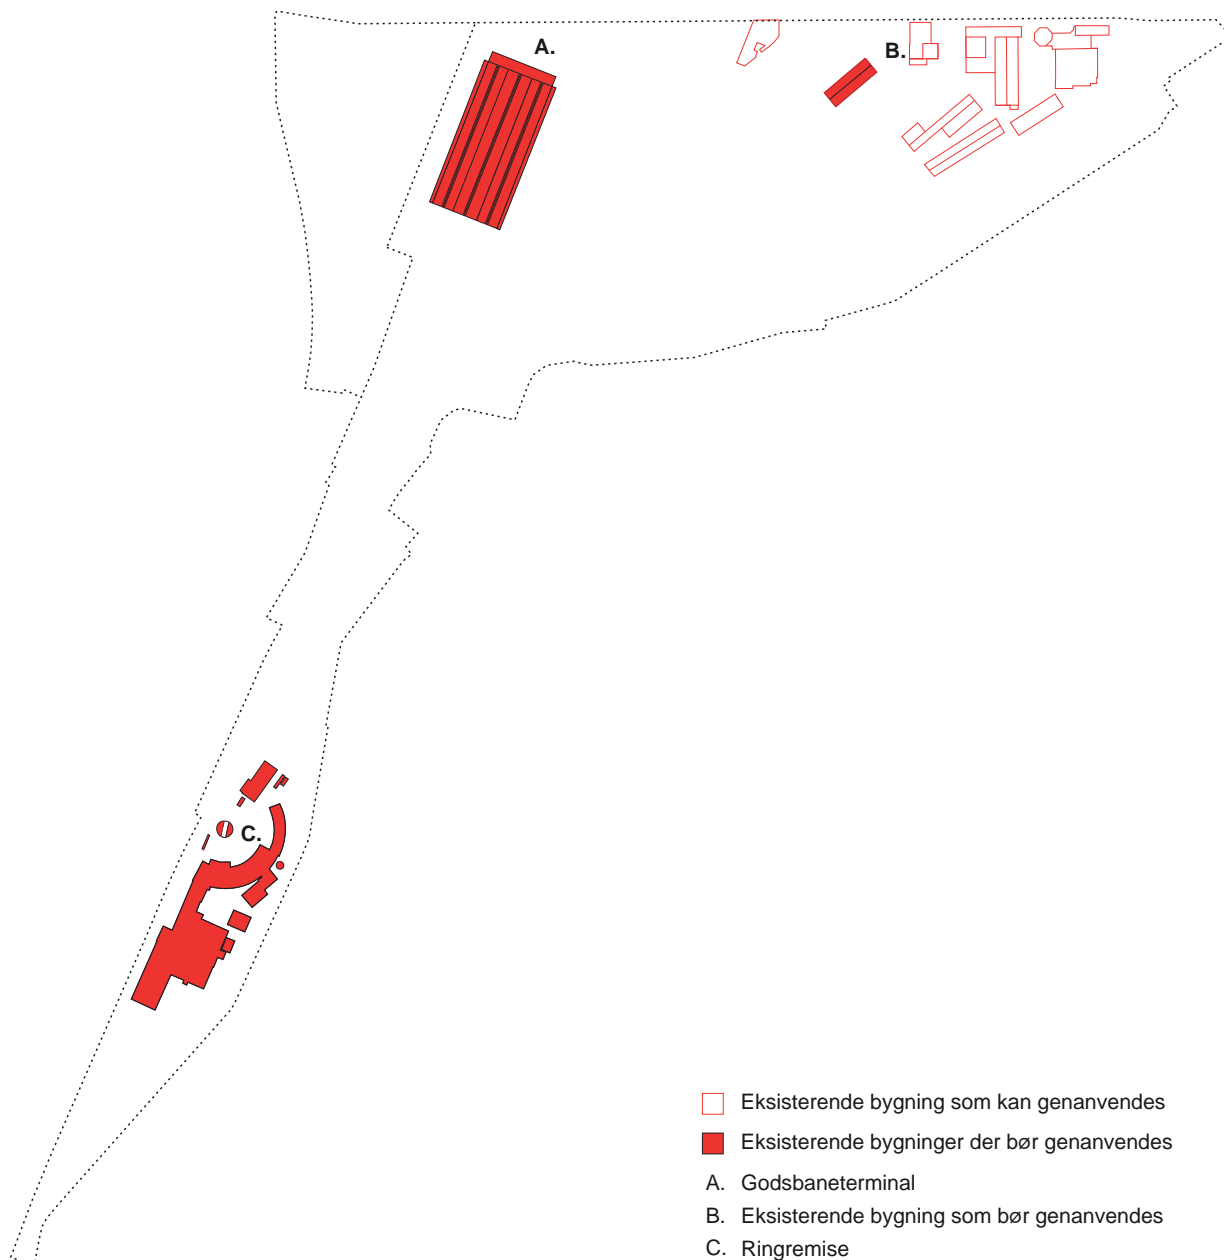 A.
B.
C.
Eksisterende bygning som kan genanvendes
Eksisterende bygninger der bør genanvendes
A. Godsbaneterminal
B. Eksisterende bygning som bør genanvendes
C. Ringremise